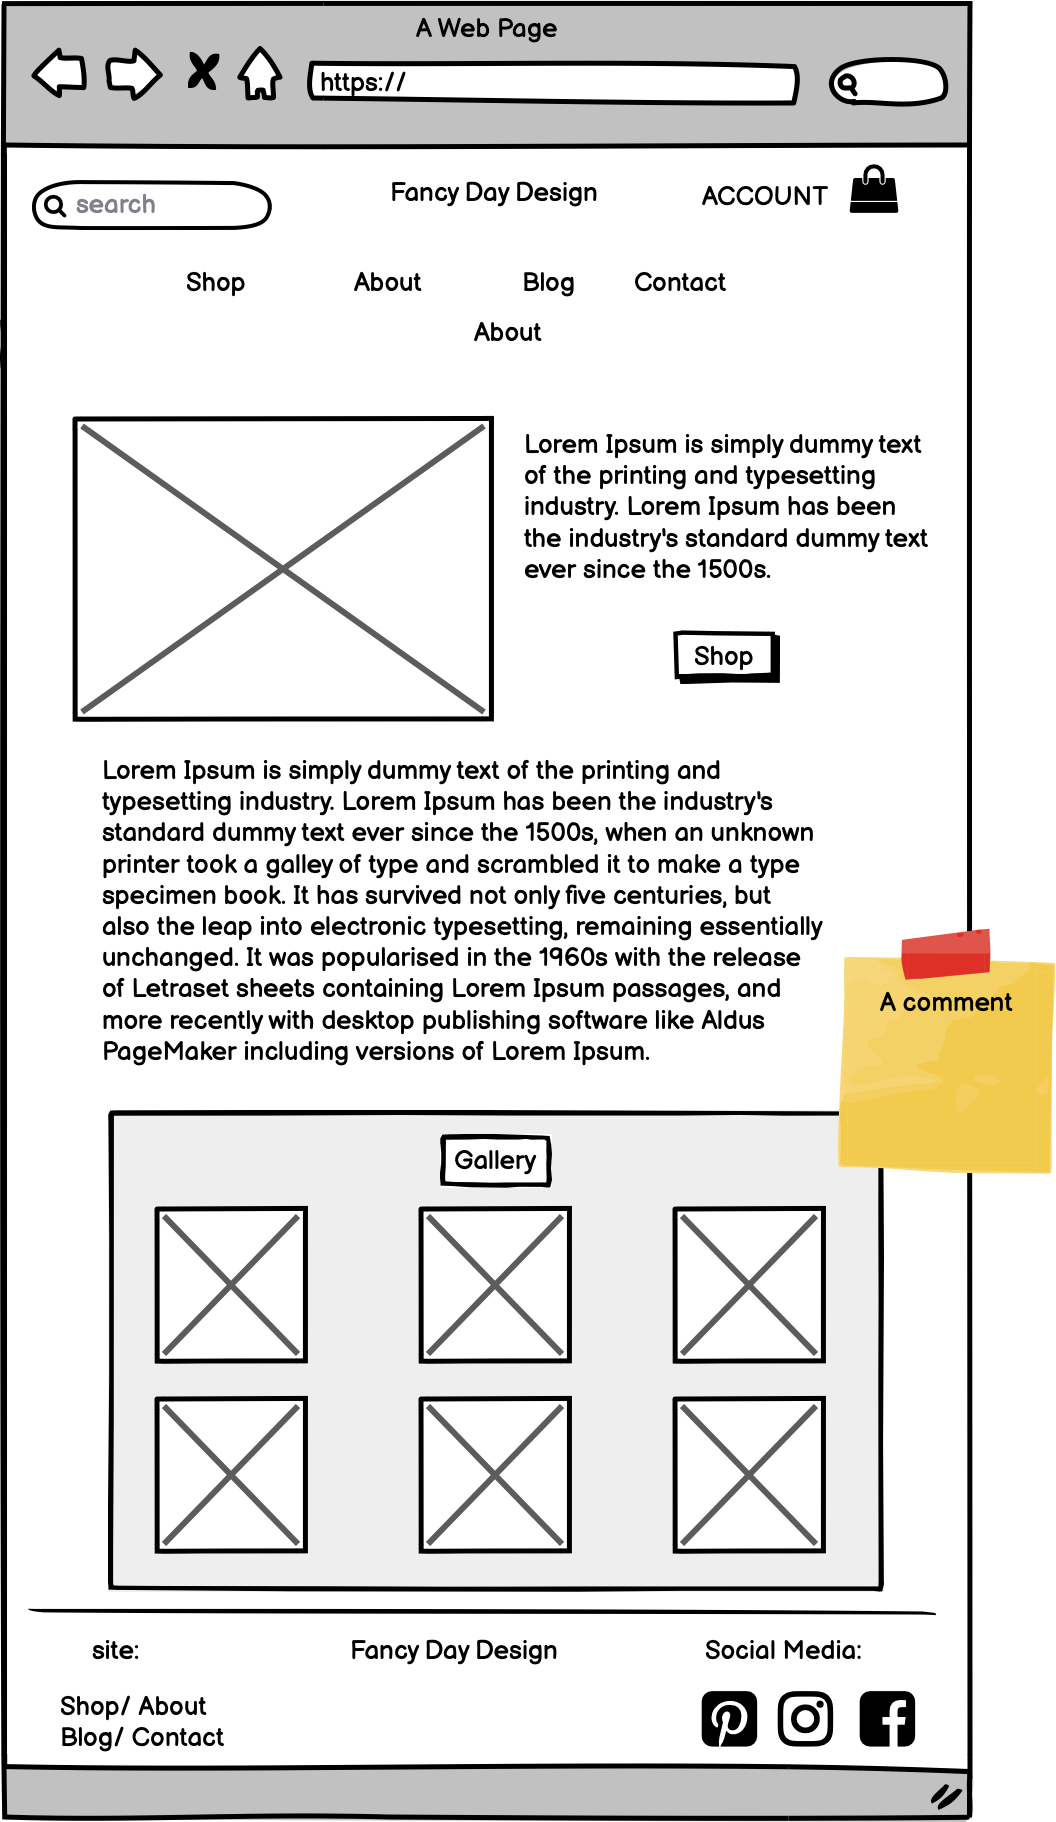 A Web Page
https://
search
Fancy Day Design
ACCOUNT
Shop
About
Blog
Contact
About
Lorem Ipsum is simply dummy text
of the printing and typesetting
industry. Lorem Ipsum has been
the industry's standard dummy text
ever since the 1500s.
Shop
Lorem Ipsum is simply dummy text of the printing and
typesetting industry. Lorem Ipsum has been the industry's
standard dummy text ever since the 1500s, when an unknown
printer took a galley of type and scrambled it to make a type
specimen book. It has survived not only five centuries, but
also the leap into electronic typesetting, remaining essentially
unchanged. It was popularised in the 1960s with the release
of Letraset sheets containing Lorem Ipsum passages, and
more recently with desktop publishing software like Aldus
PageMaker including versions of Lorem Ipsum.
A comment
Gallery
site:
Fancy Day Design
Social Media:
Shop/ About
Blog/ Contact